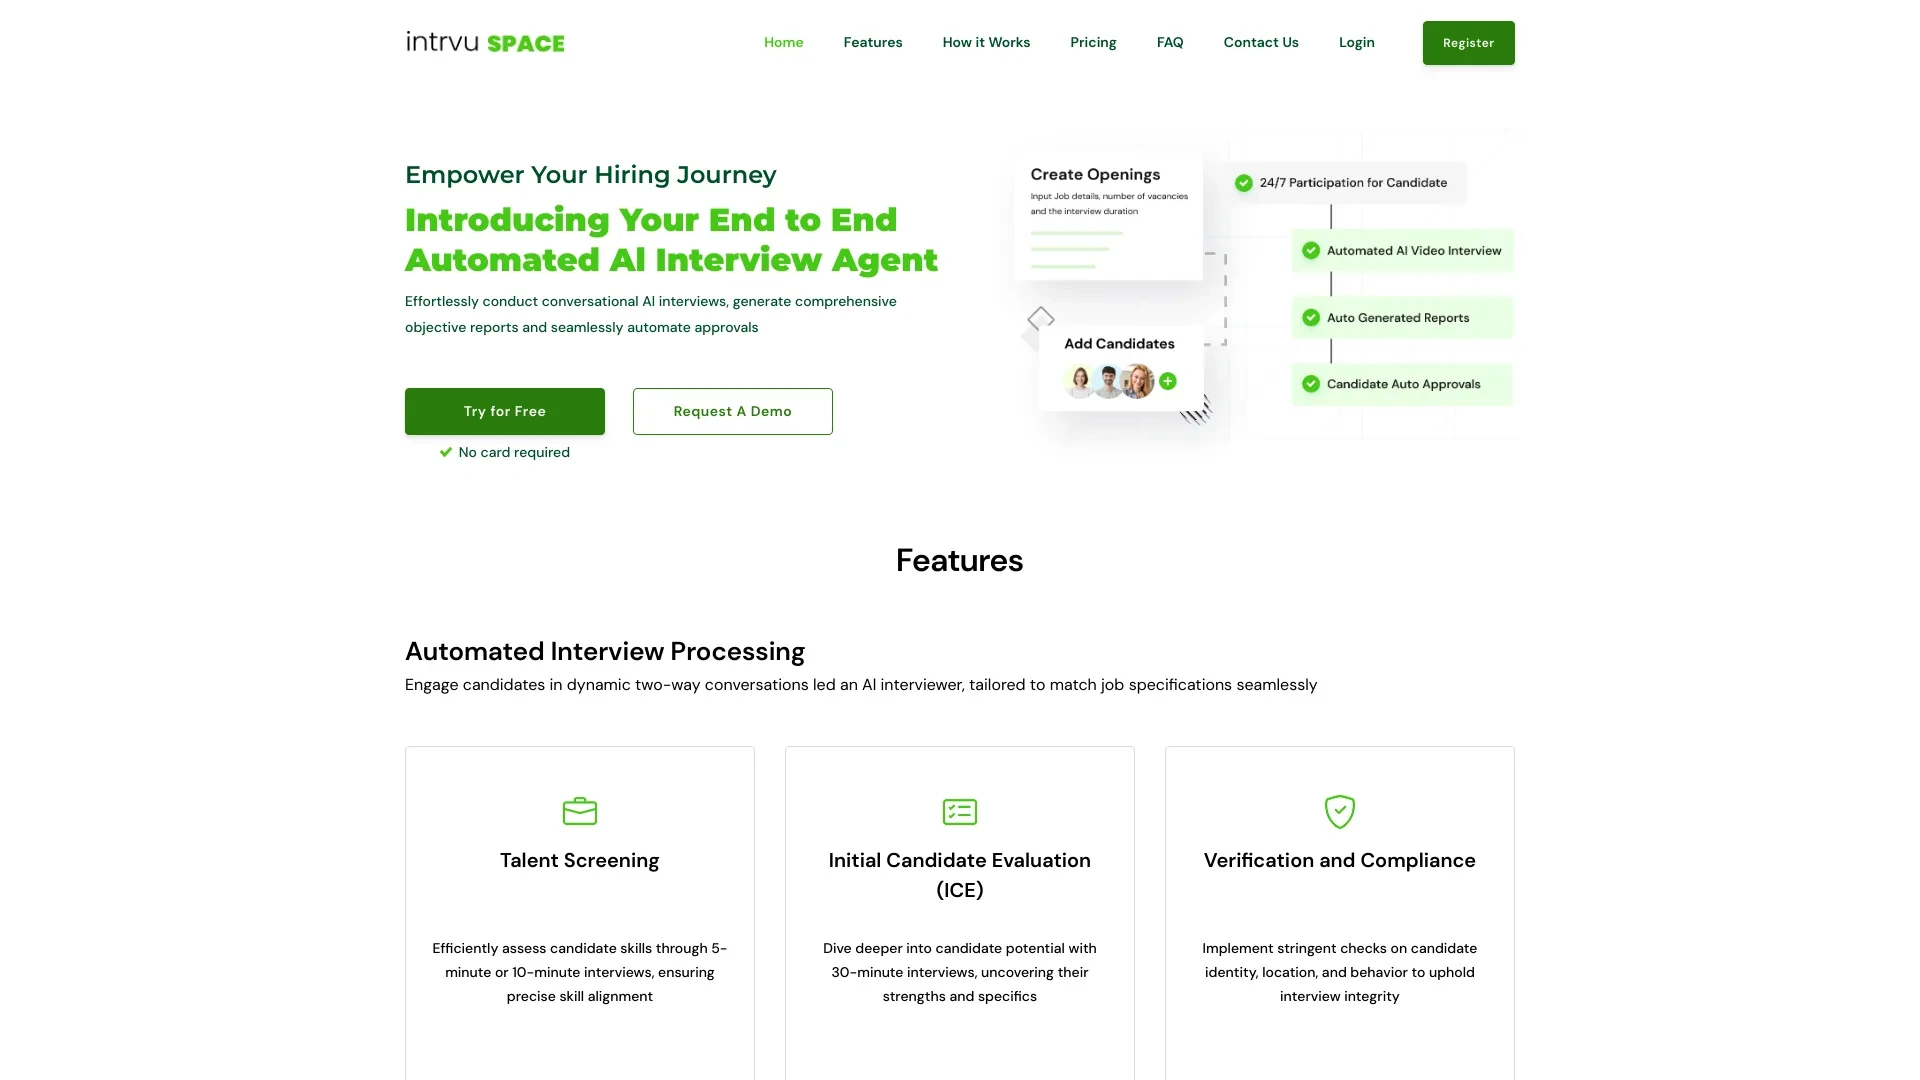 intrvu SPACE
Home
Features
How it Works
Pricing
FAQ
Contact Us
Login
Register
Empower Your Hiring Journey
Introducing Your End to End
Automated AI Interview Agent
Effortlessly conduct conversational AI interviews, generate comprehensive
objective reports and seamlessly automate approvals
Try for Free
Request A Demo
No card required
Create Openings
Input Job details, number of vacancies
and the interview duration
Add Candidates
24/7 Participation for Candidate
Automated AI Video Interview
Auto Generated Reports
Candidate Auto Approvals
Features
Automated Interview Processing
Engage candidates in dynamic two-way conversations led an AI interviewer, tailored to match job specifications seamlessly
Talent Screening
Efficiently assess candidate skills through 5-
minute or 10-minute interviews, ensuring
precise skill alignment
Initial Candidate Evaluation
(ICE)
Dive deeper into candidate potential with
30-minute interviews, uncovering their
strengths and specifics
Verification and Compliance
Implement stringent checks on candidate
identity, location, and behavior to uphold
interview integrity